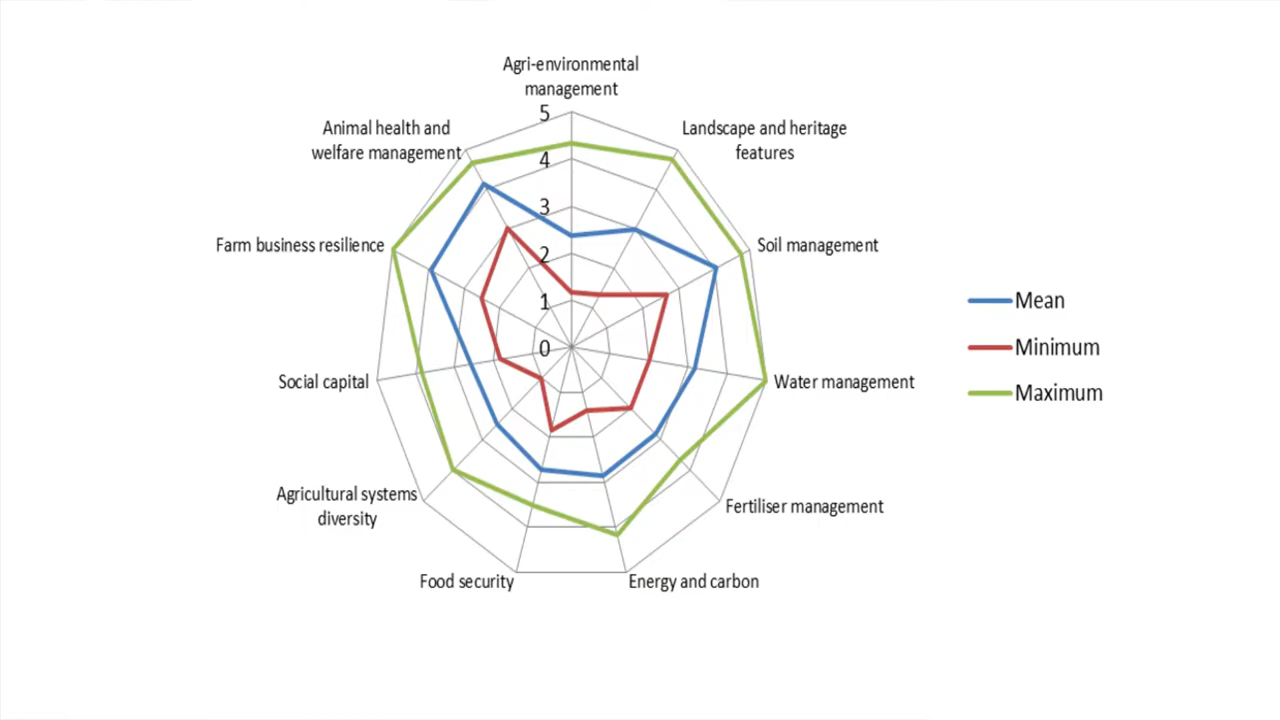 Agri-environmental
management
Animal health and
welfare management
Landscape and heritage
features
5
4
3
2
1
0
Farm business resilience
Soil management
Social capital
Water management
Agricultural systems
diversity
Fertiliser management
Food security
Energy and carbon
Mean
Minimum
Maximum